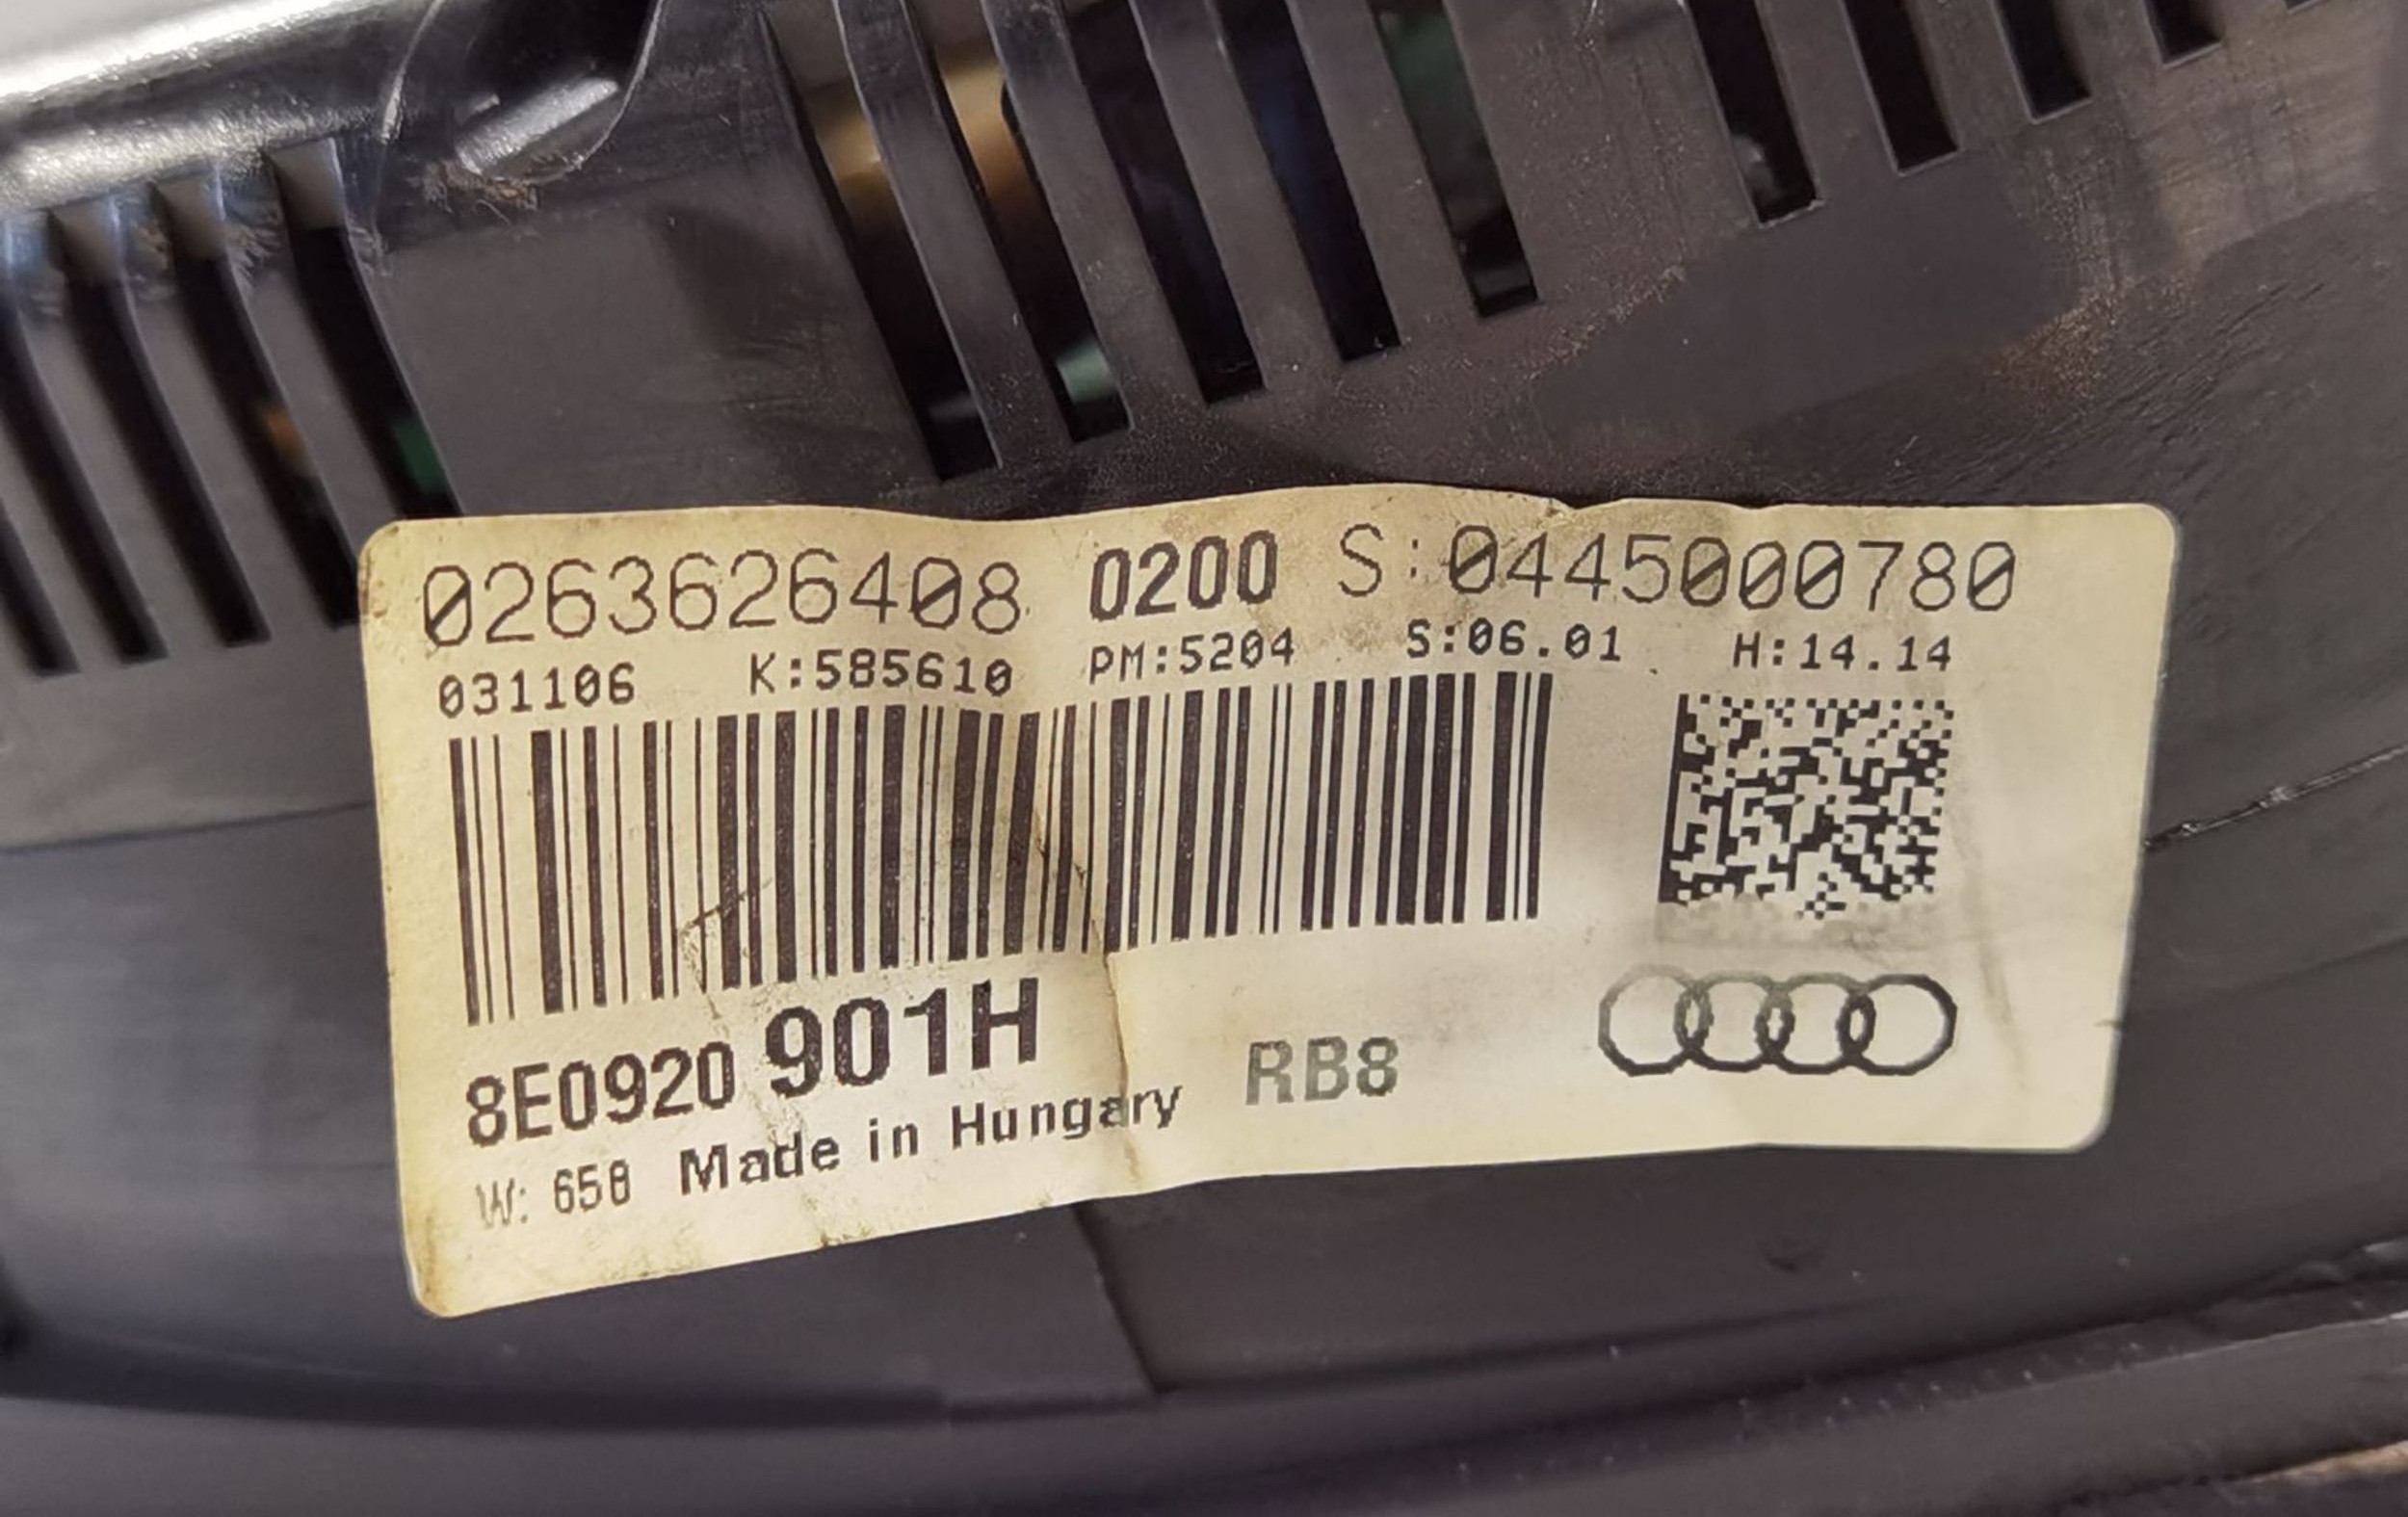 0263626408 0200 S:0445000780
031106 K:585610 PM:5204 S:06.01 H:14.14
8E0920 901H RB8
W: 658 Made in Hungary